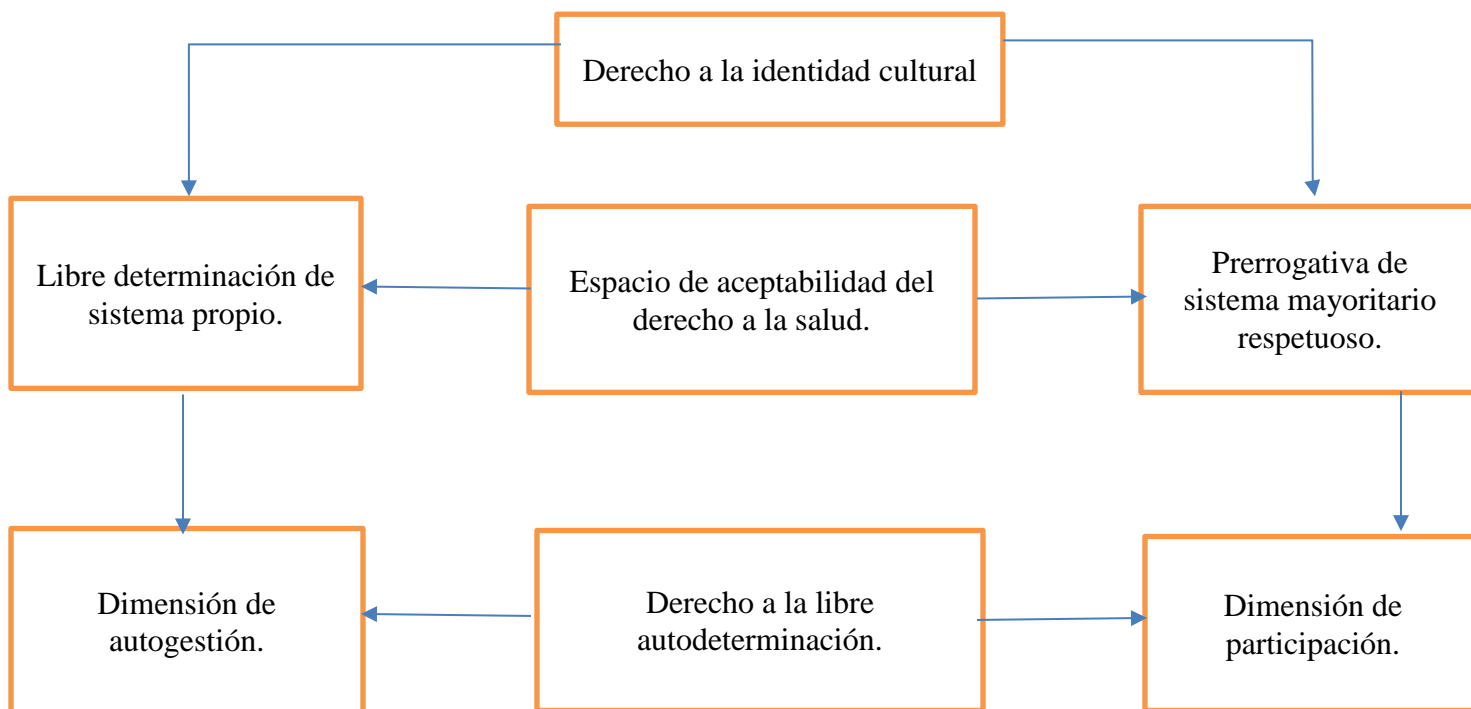 Derecho a la identidad cultural
Libre determinación de
sistema propio.
Espacio de aceptabilidad del
derecho a la salud.
Prerrogativa de
sistema mayoritario
respetuoso.
Dimensión de
autogestión.
Derecho a la libre
autodeterminación.
Dimensión de
participación.